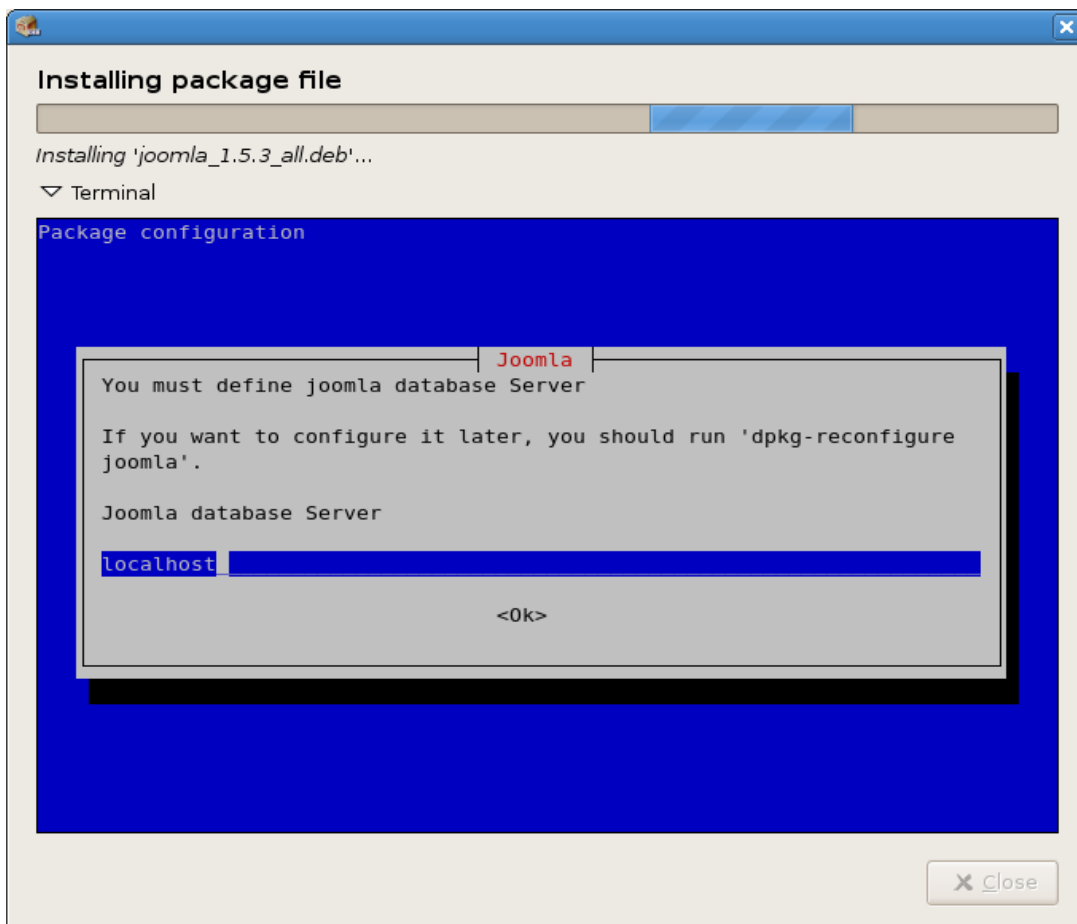 Installing package file
Installing 'joomla_1.5.3_all.deb'...
Terminal
Package configuration
Joomla
You must define joomla database Server
If you want to configure it later, you should run 'dpkg-reconfigure
joomla'.
Joomla database Server
localhost
<Ok>
Close